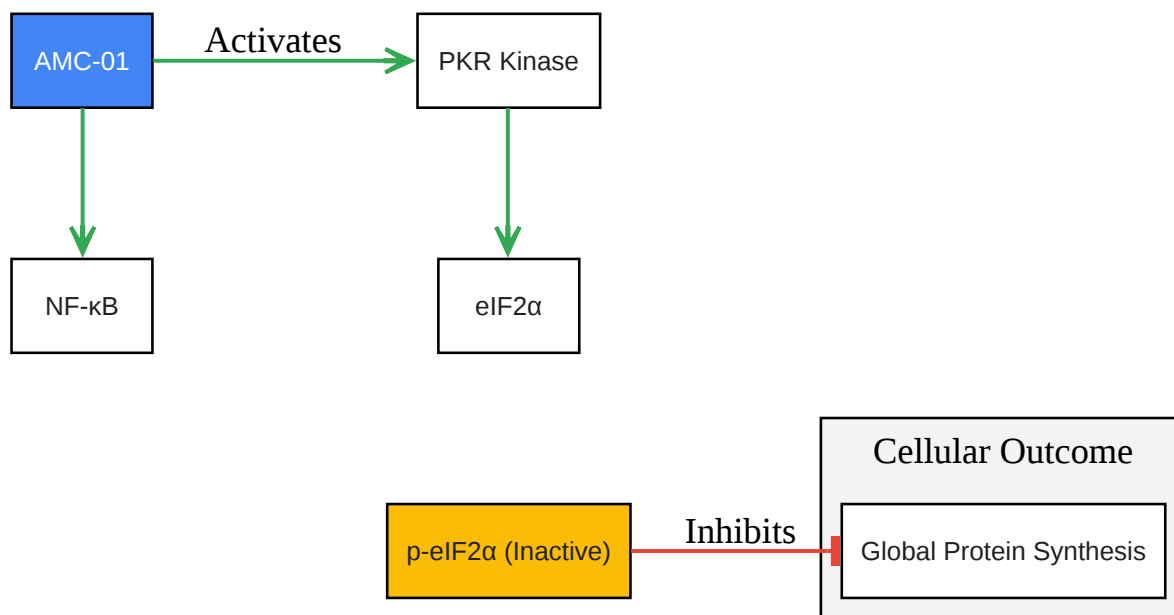 AMC-01
Activates
PKR Kinase
NF-κB
eIF2α
Cellular Outcome
p-eIF2α (Inactive)
Inhibits
Global Protein Synthesis